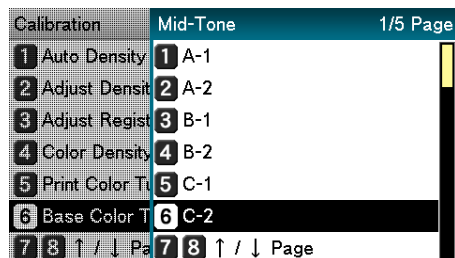 Calibration
1 Auto Density
2 Adjust Densit
3 Adjust Regist
4 Color Density
5 Print Color
6 Base Color T
7 8 ↑ / ↓ Pa
Mid-Tone 1/5 Page
1 A-1
2 A-2
3 B-1
4 B-2
5 C-1
6 C-2
7 8 ↑ / ↓ Page